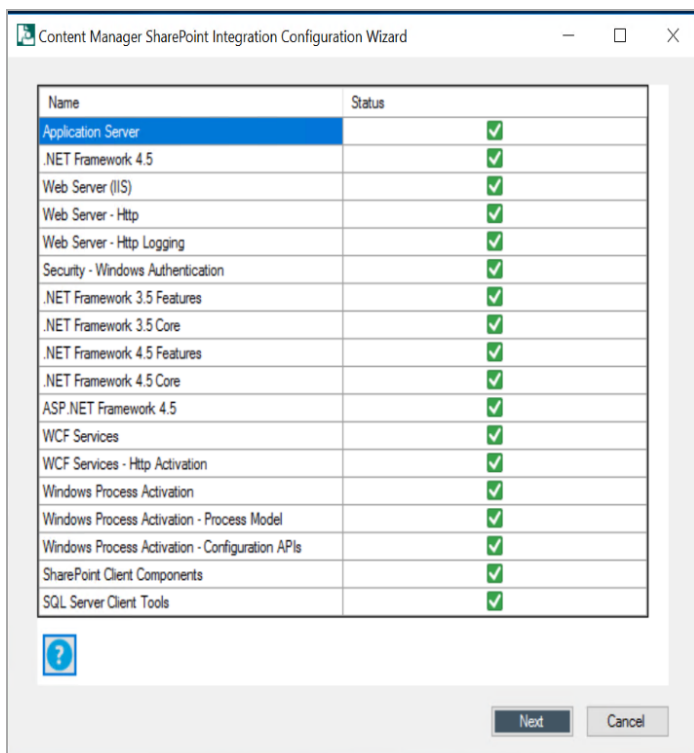 Content Manager SharePoint Integration Configuration Wizard
Name Status
Application Server
.NET Framework 4.5
Web Server (IIS)
Web Server - Http
Web Server - Http Logging
Security - Windows Authentication
.NET Framework 3.5 Features
.NET Framework 3.5 Core
.NET Framework 4.5 Features
.NET Framework 4.5 Core
ASP.NET Framework 4.5
WCF Services
WCF Services - Http Activation
Windows Process Activation
Windows Process Activation - Process Model
Windows Process Activation - Configuration APIs
SharePoint Client Components
SQL Server Client Tools
?
Next Cancel